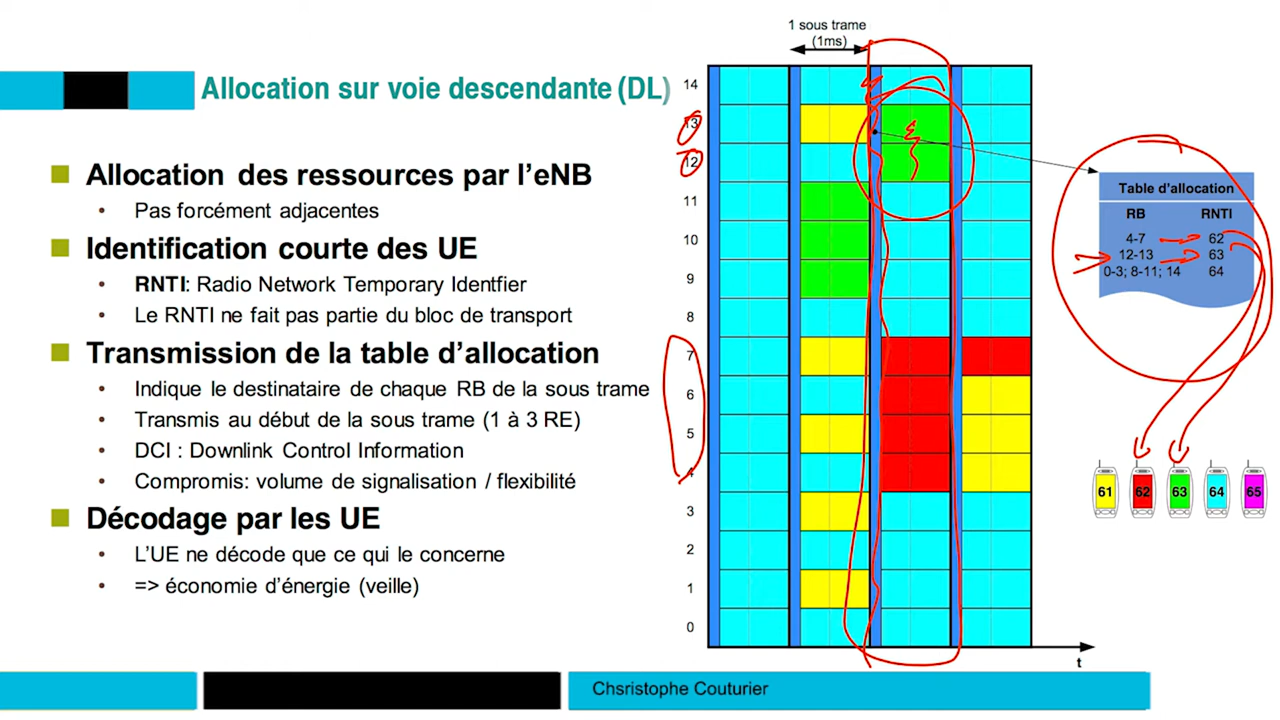 Allocation sur voie descendante (DL)
Allocation des ressources par l'eNB
Pas forcément adjacentes
Identification courte des UE
RNTI: Radio Network Temporary Identfier
Le RNTI ne fait pas partie du bloc de transport
Transmission de la table d'allocation
Indique le destinataire de chaque RB de la sous trame
Transmis au début de la sous trame (1 à 3 RE)
DCI : Downlink Control Information
Compromis: volume de signalisation / flexibilité
Décodage par les UE
L'UE ne décode que ce qui le concerne
=> économie d'énergie (veille)
1 sous trame
(1ms)
14
13
12
11
10
9
8
7
6
5
4
3
2
1
0
t
Table d'allocation
RB RNTI
4-7 62
12-13 63
0-3; 8-11; 14 64
61 62 63 64 65
Chsristophe Couturier